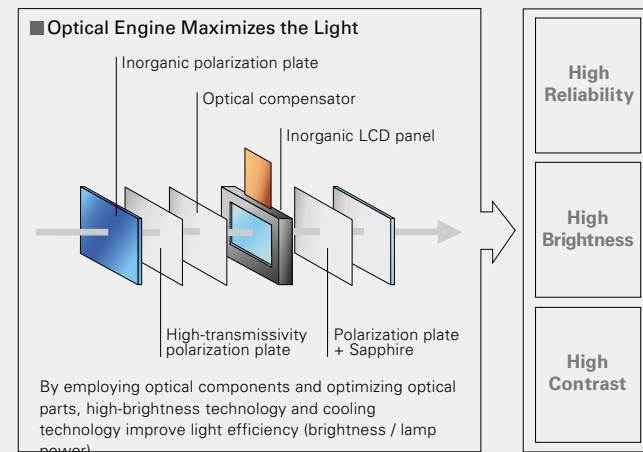 ■Optical Engine Maximizes the Light
Inorganic polarization plate
Optical compensator
Inorganic LCD panel
High-transmissivity
polarization plate
Polarization plate
+ Sapphire
By employing optical components and optimizing optical
parts, high-brightness technology and cooling
technology improve light efficiency (brightness / lamp
power)
High
Reliability
High
Brightness
High
Contrast